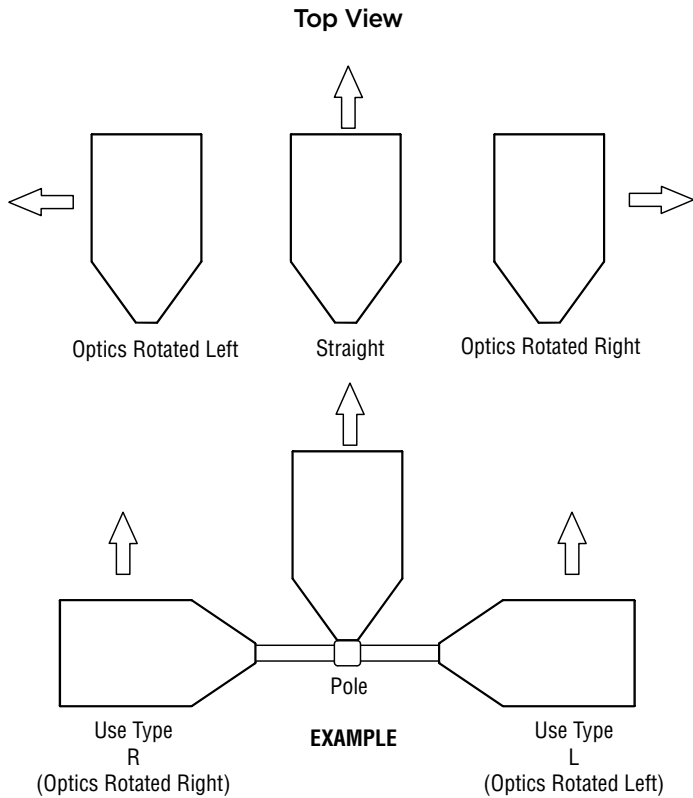 Top View
Optics Rotated Left
Straight
Optics Rotated Right
Pole
Use Type
R
(Optics Rotated Right)
EXAMPLE
Use Type
L
(Optics Rotated Left)